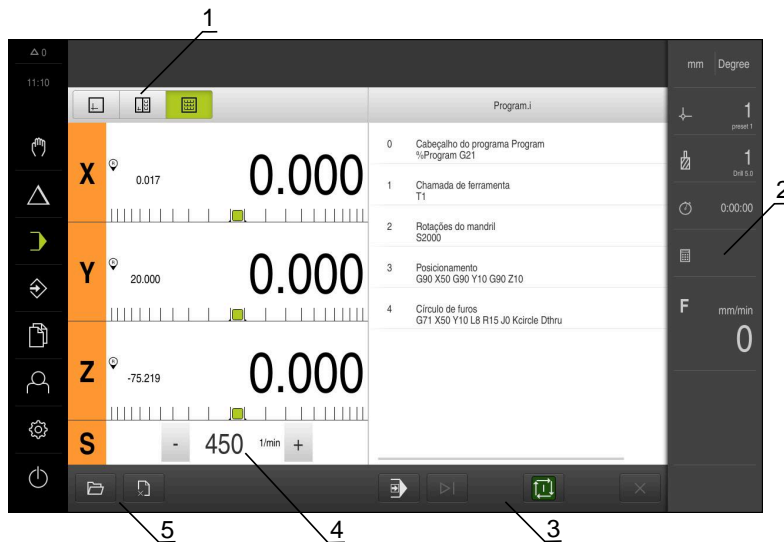 1
0
11:10
mm Degree
Program.i
1
preset 1
X R 0.017 0.000
0 Cabeçalho do programa Program
%Program G21
1
Drill 5.0
1 Chamada de ferramenta
T1
2
0:00:00
2 Rotações do mandril
S2000
Y R 20.000 0.000
3 Posicionamento
G90 X50 G90 Y10 G90 Z10
F mm/min
0
4 Círculo de furos
G71 X50 Y10 L8 R15 J0 Kcircle Dthru
Z R -75.219 0.000
S - 450 1/min +
5
4
3